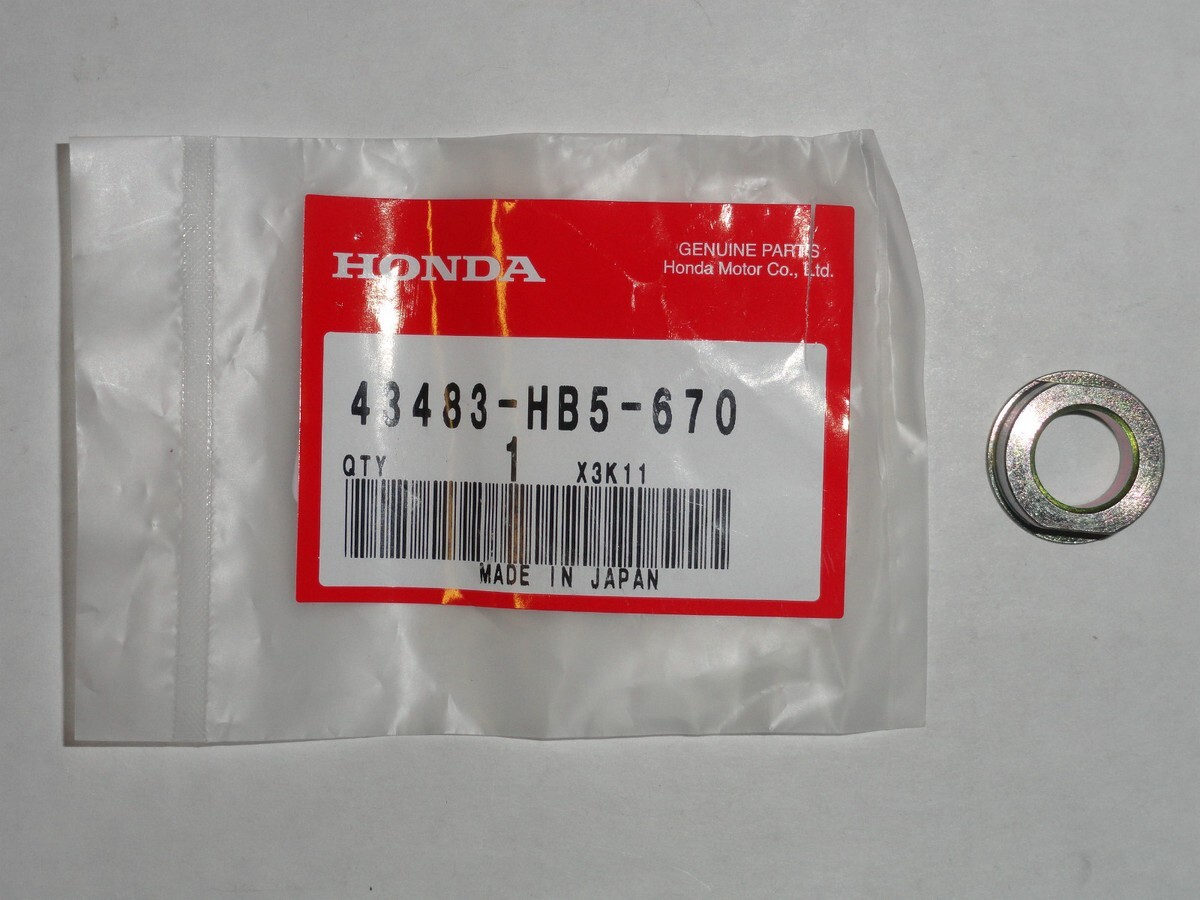 HONDA
GENUINE PARTS
Honda Motor Co., Ltd.
43483-HB5-670
QTY 1 X3K11
MADE IN JAPAN